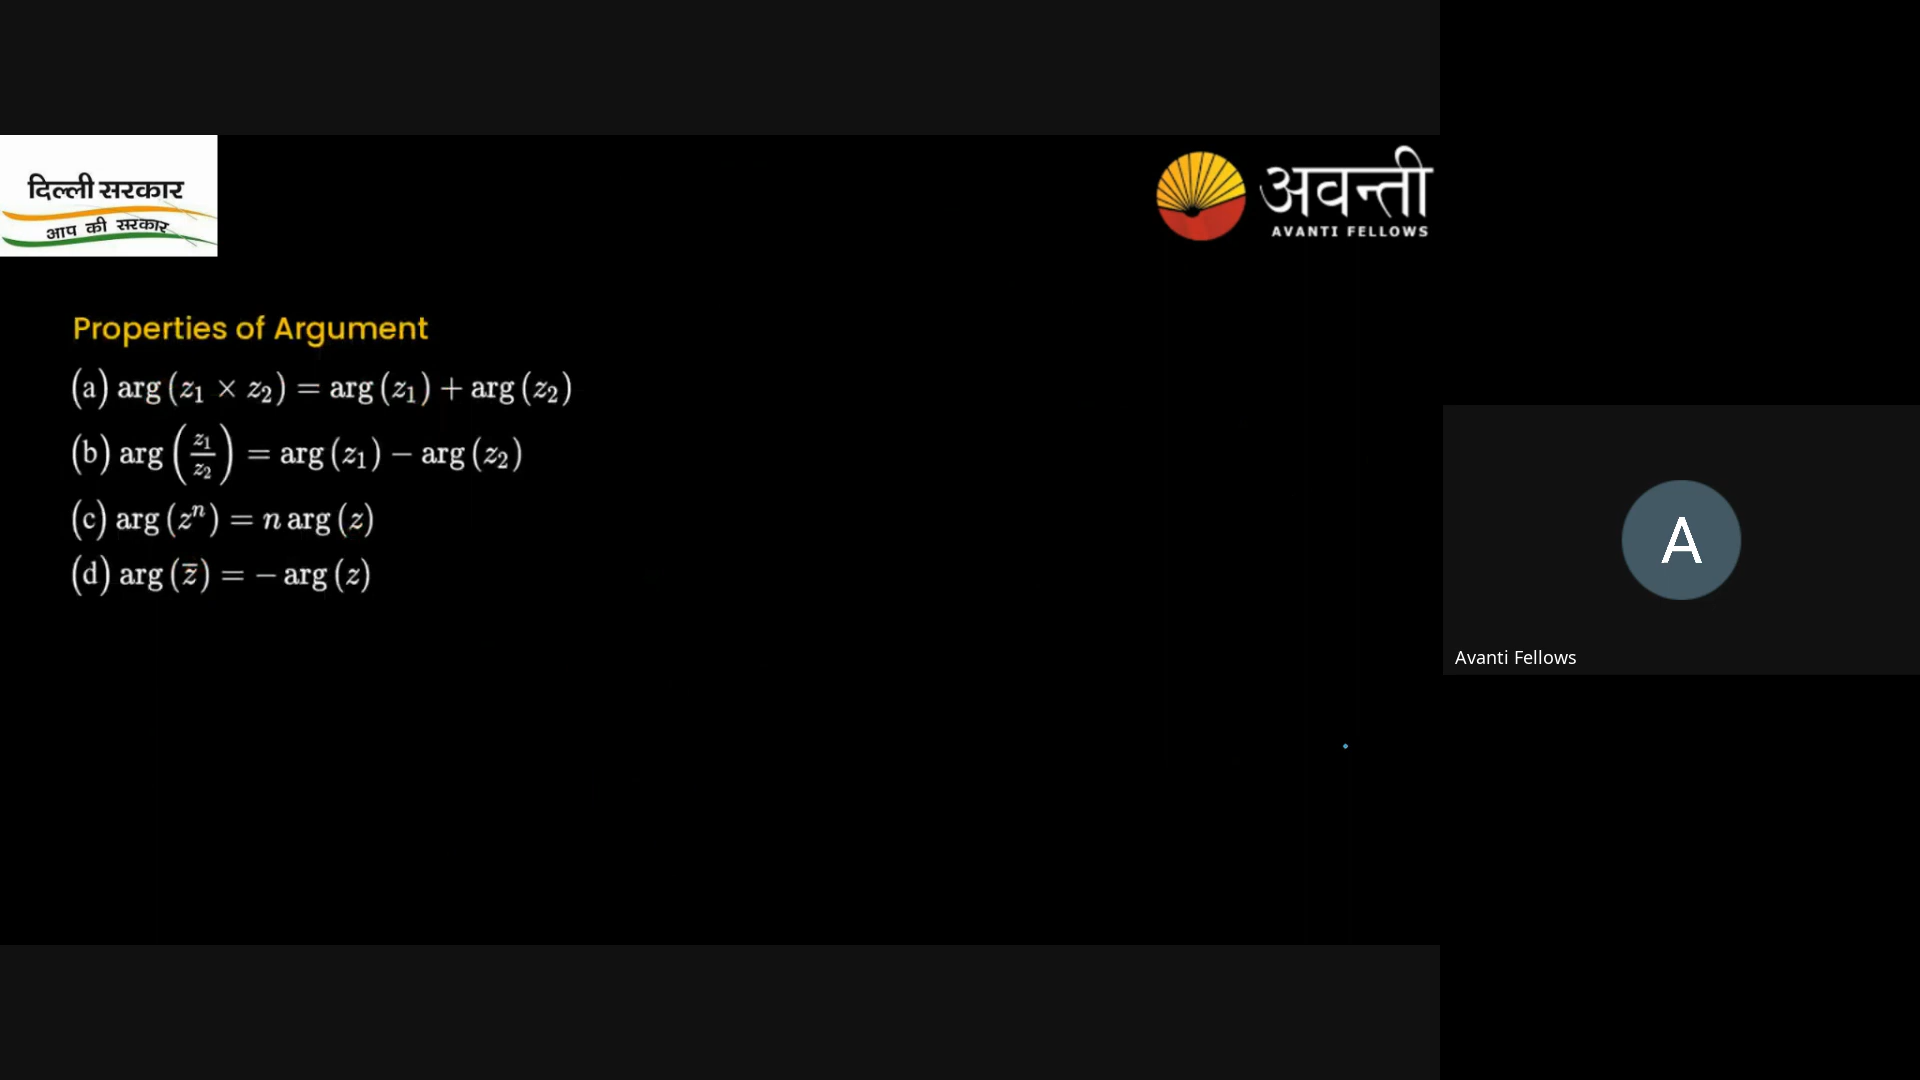 दिल्ली सरकार
आप की सरकार
अवन्ती
AVANTI FELLOWS
Properties of Argument
(a) arg (z₁ × z₂) = arg (z₁) + arg (z₂)
(b) arg (z₁/z₂) = arg (z₁) − arg (z₂)
(c) arg (zⁿ) = n arg (z)
(d) arg (z̄) = − arg (z)
A
Avanti Fellows